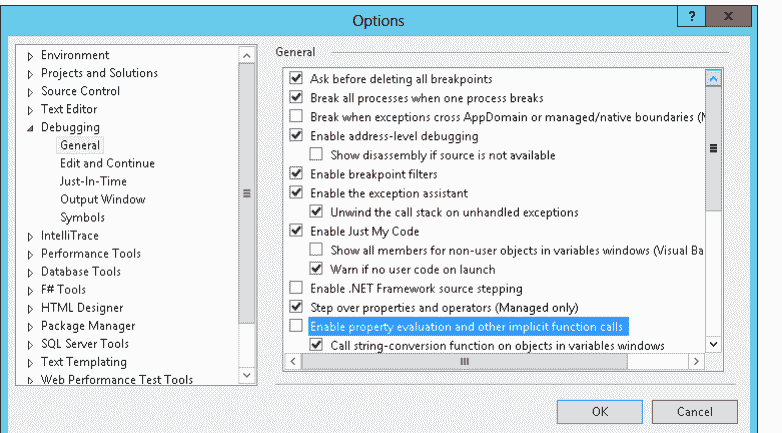 Options
?
x
Environment
Projects and Solutions
Source Control
Text Editor
Debugging
General
Edit and Continue
Just-In-Time
Output Window
Symbols
IntelliTrace
Performance Tools
Database Tools
F# Tools
HTML Designer
Package Manager
SQL Server Tools
Text Templating
Web Performance Test Tools
General
Ask before deleting all breakpoints
Break all processes when one process breaks
Break when exceptions cross AppDomain or managed/native boundaries (
Enable address-level debugging
Show disassembly if source is not available
Enable breakpoint filters
Enable the exception assistant
Unwind the call stack on unhandled exceptions
Enable Just My Code
Show all members for non-user objects in variables windows (Visual Ba
Warn if no user code on launch
Enable .NET Framework source stepping
Step over properties and operators (Managed only)
Enable property evaluation and other implicit function calls
Call string-conversion function on objects in variables windows
OK
Cancel